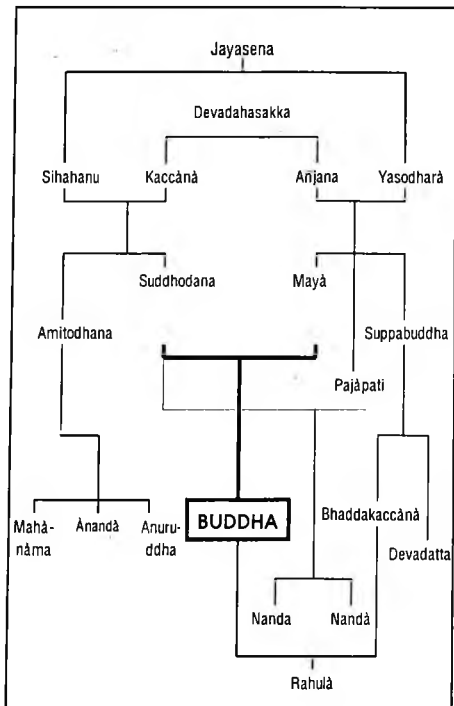 Jayasena
Devadahasakka
Sihahanu Kaccànà Anjana Yasodharà
Suddhodana Mayà
Amitodhana Suppabuddha
Pajàpati
Mahà- Ànandà Anuru-
nàma ddha
BUDDHA
Bhaddakaccànà
Devadatta
Nanda Nandà
Rahulà